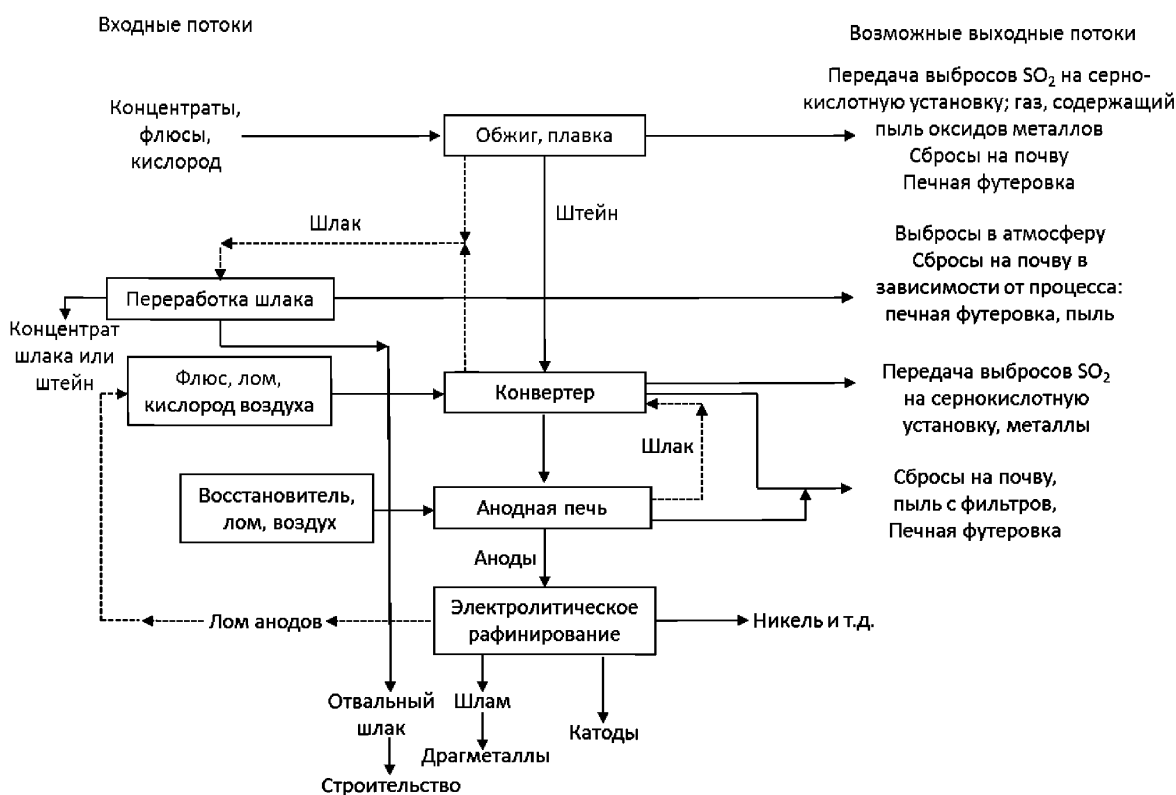 Входные потоки
Возможные выходные потоки
Концентраты,
флюсы,
кислород
Обжиг, плавка
Передача выбросов SO₂ на серно-
кислотную установку; газ, содержащий
пыль оксидов металлов
Сбросы на почву
Печная футеровка
Шлак
Штейн
Переработка шлака
Выбросы в атмосферу
Сбросы на почву в
зависимости от процесса:
печная футеровка, пыль
Концентрат
шлака или
штейн
Флюс, лом,
кислород воздуха
Конвертер
Передача выбросов SO₂
на сернокислотную
установку, металлы
Шлак
Восстановитель,
лом, воздух
Анодная печь
Сбросы на почву,
пыль с фильтров,
Печная футеровка
Аноды
Лом анодов
Электролитическое
рафинирование
Никель и т.д.
Отвальный
шлак
Шлам
Катоды
Драгметаллы
Строительство